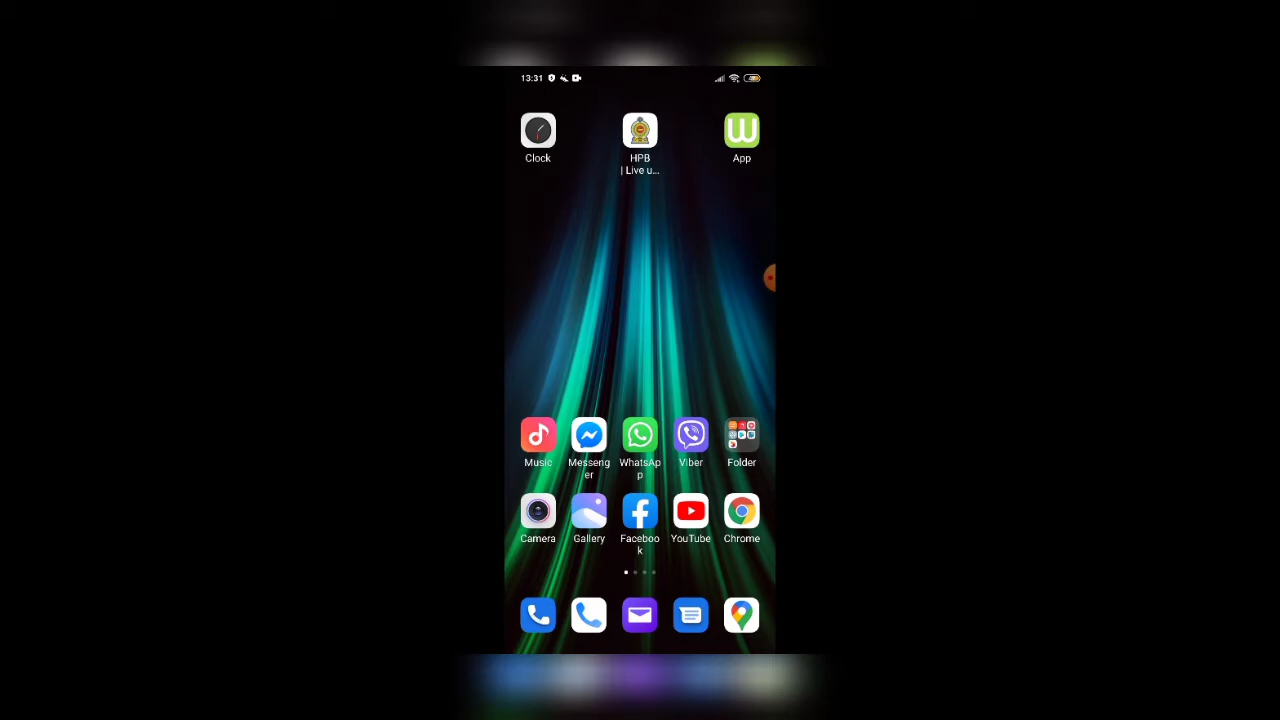 13:31
Clock
HPB
| Live u...
App
Music
Messeng
er
WhatsAp
p
Viber
Folder
Camera
Gallery
Faceboo
k
YouTube
Chrome